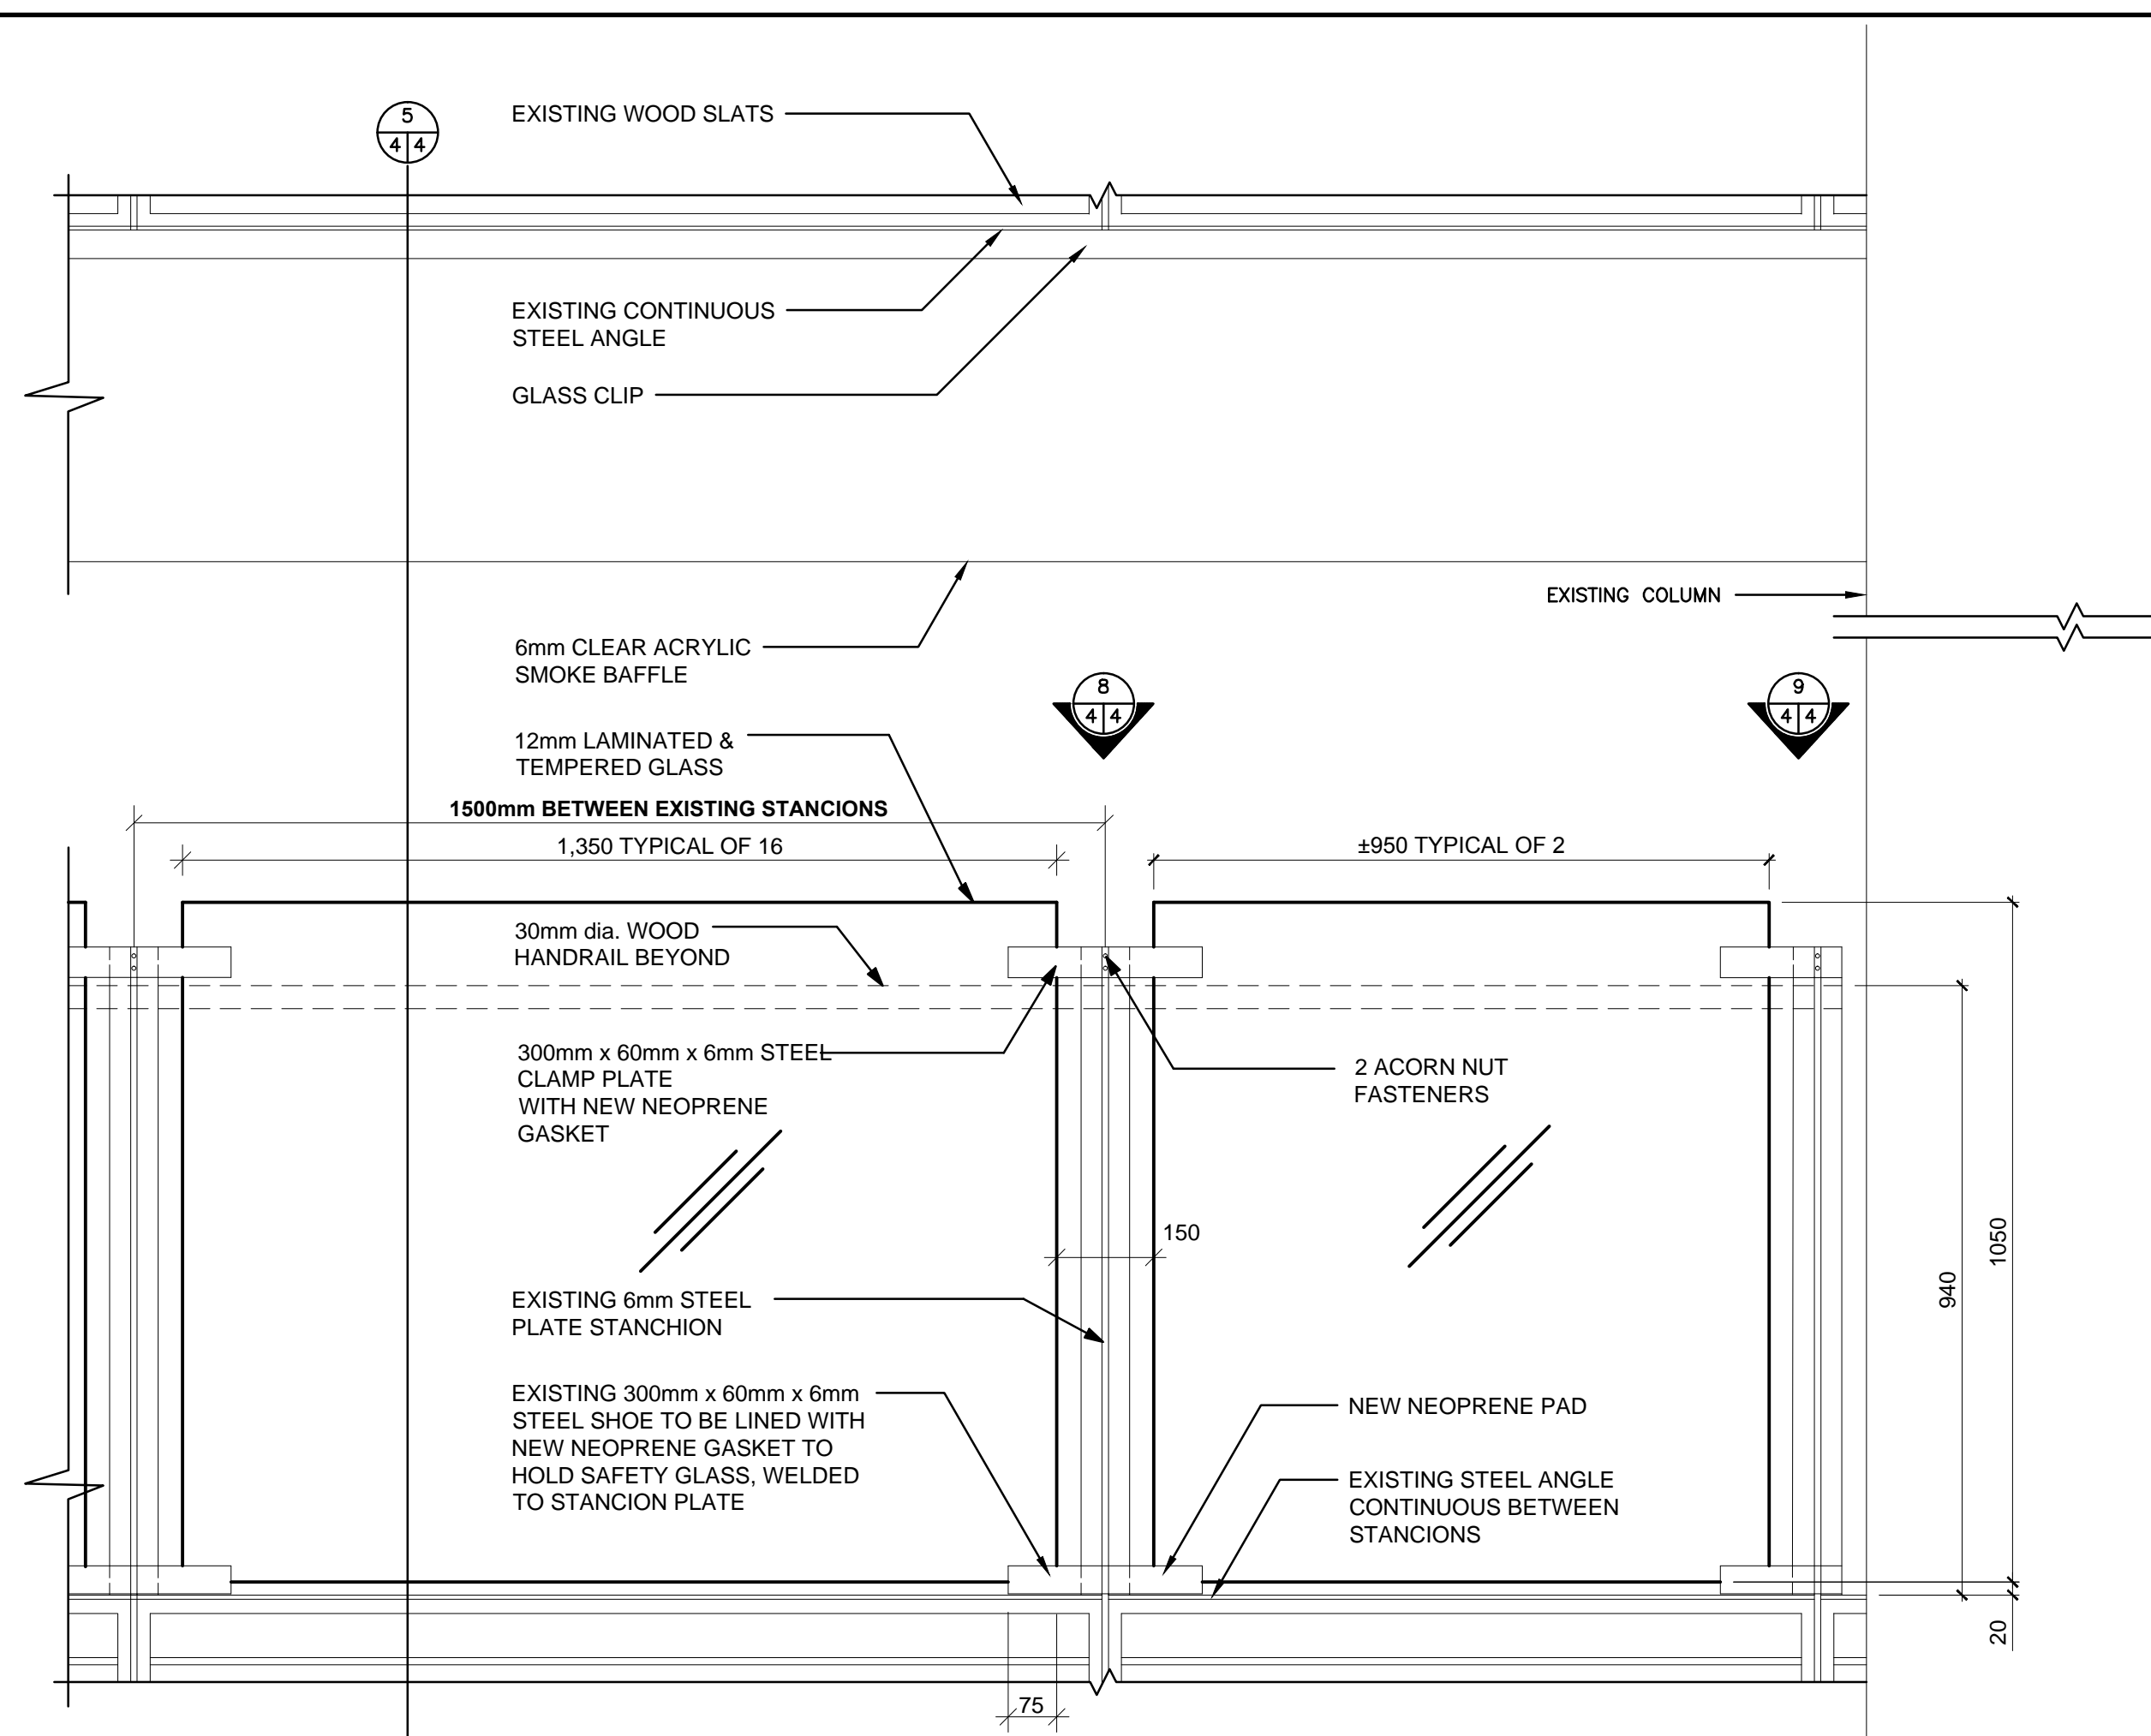 5
4 4
EXISTING WOOD SLATS
EXISTING CONTINUOUS
STEEL ANGLE
GLASS CLIP
EXISTING COLUMN
6mm CLEAR ACRYLIC
SMOKE BAFFLE
8
4 4
9
4 4
12mm LAMINATED &
TEMPERED GLASS
1500mm BETWEEN EXISTING STANCIONS
1,350 TYPICAL OF 16
±950 TYPICAL OF 2
30mm dia. WOOD
HANDRAIL BEYOND
300mm x 60mm x 6mm STEEL
CLAMP PLATE
WITH NEW NEOPRENE
GASKET
2 ACORN NUT
FASTENERS
150
1050
940
EXISTING 6mm STEEL
PLATE STANCHION
EXISTING 300mm x 60mm x 6mm
STEEL SHOE TO BE LINED WITH
NEW NEOPRENE GASKET TO
HOLD SAFETY GLASS, WELDED
TO STANCION PLATE
NEW NEOPRENE PAD
EXISTING STEEL ANGLE
CONTINUOUS BETWEEN
STANCIONS
20
75